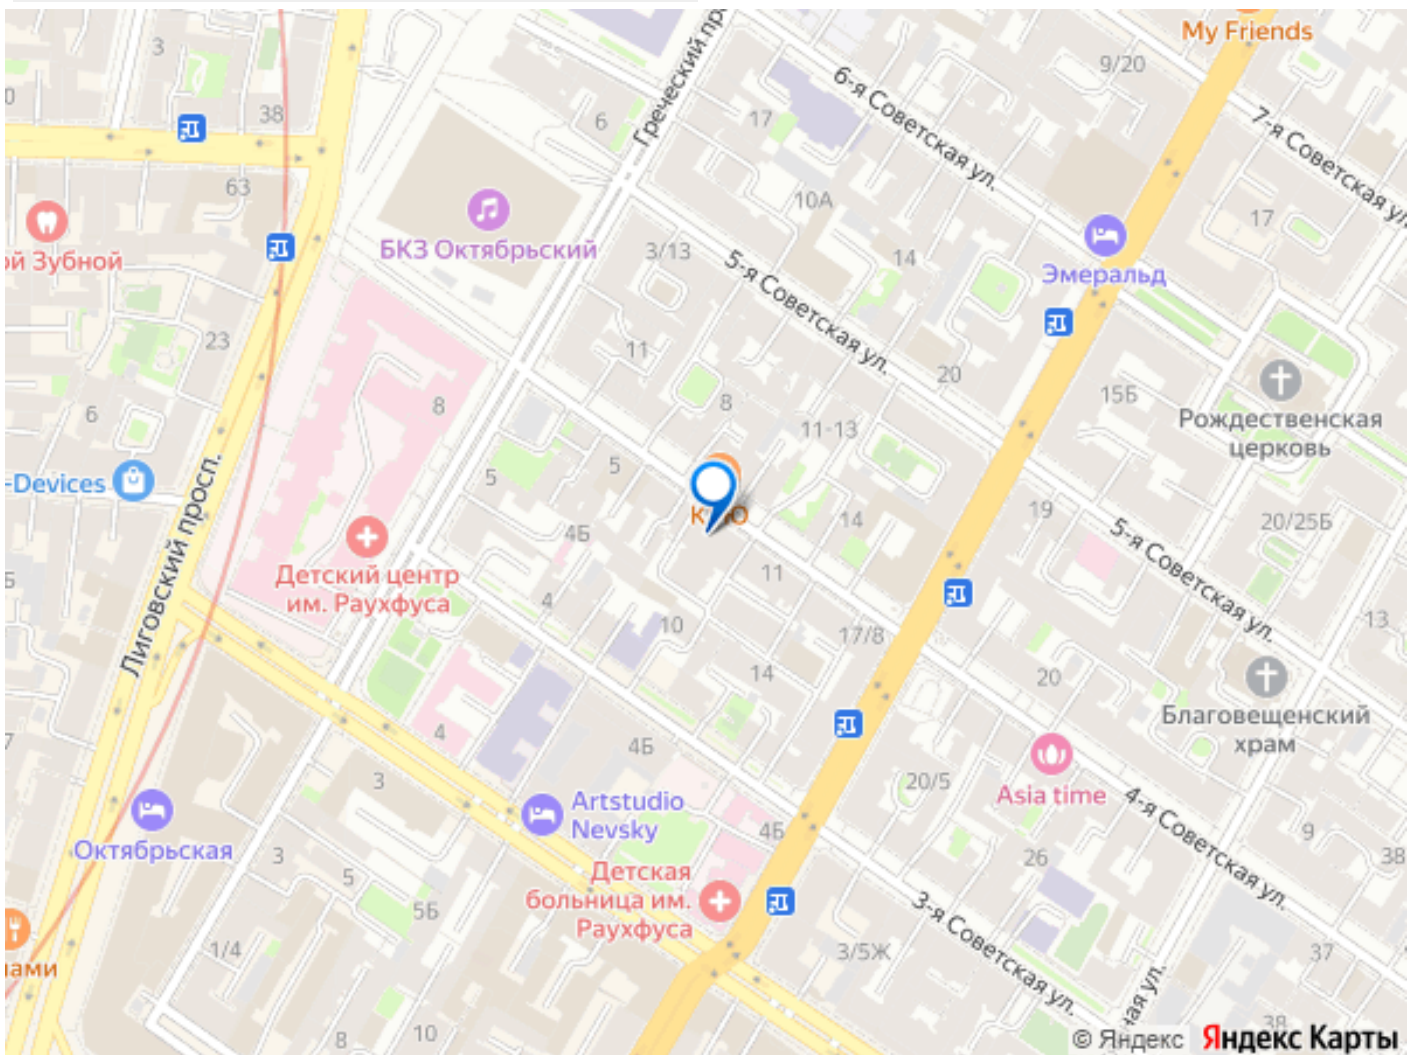 My Friends
3
9/20
38
6
17
Греческий пр
6-я Советская ул.
7-я Советская ул.
63
10А
17
ой Зубной
БКЗ Октябрьский
3/13
14
5-я Советская ул.
Эмеральд
23
11
8
8
20
15Б
Рождественская
церковь
6
11-13
-Devices
5
5
14
19
20/25Б
4Б
Лиговский просп.
Детский центр
им. Раухфуса
11
5-я Советская ул.
4
10
17/8
13
14
20
Благовещенский
храм
7
4
4Б
3
20/5
Asia time
4-я Советская ул.
Artstudio
Nevsky
4Б
Октябрьская
3
5
26
9
38
Детская
больница им.
Раухфуса
5Б
3-я Советская ул.
1/4
3/5Ж
37
ная ул.
8
10
38
© Яндекс Яндекс Карты